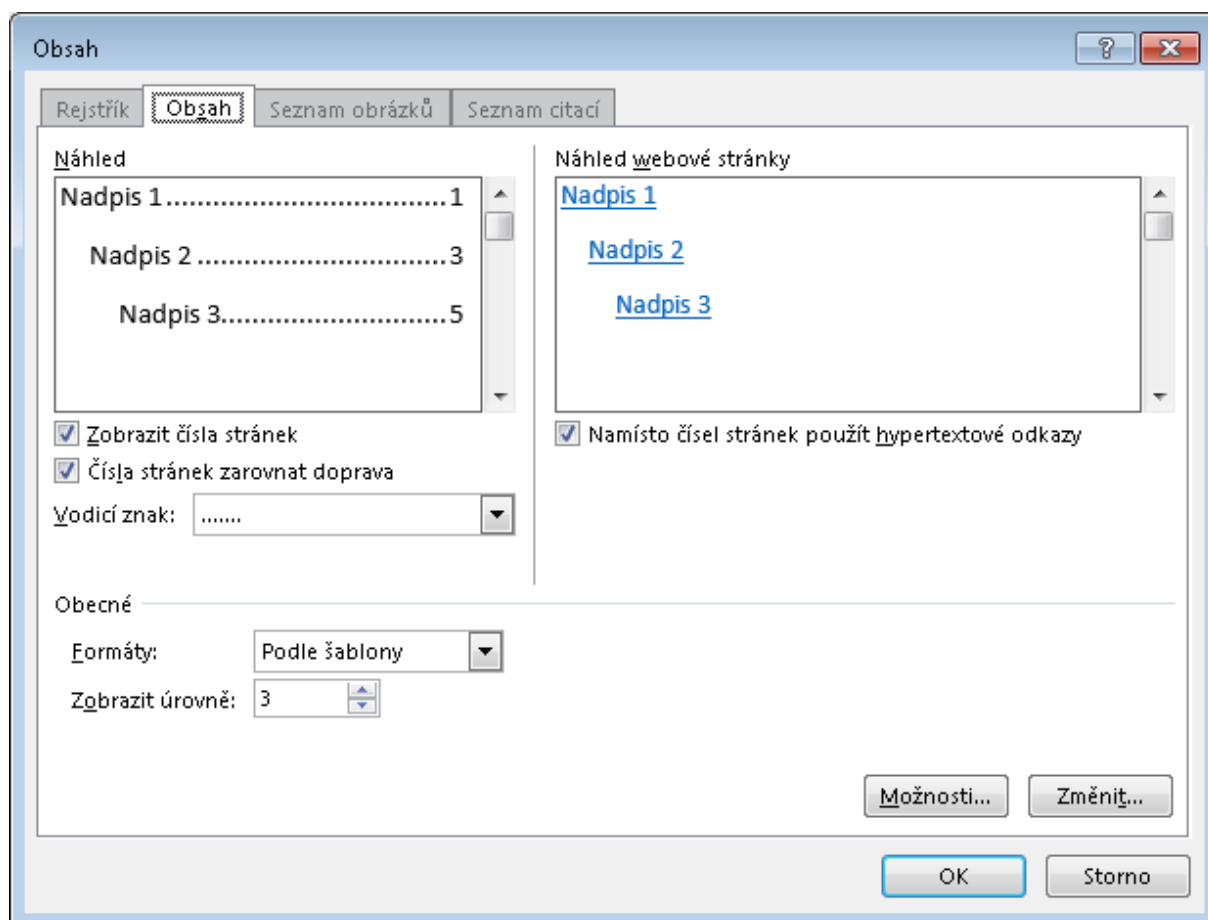 Obsah
Rejstřík Obsah Seznam obrázků Seznam citací
Náhled
Nadpis 1....................................1
Nadpis 2................................3
Nadpis 3.............................5
Zobrazit čísla stránek
Čísla stránek zarovnat doprava
Vodicí znak: .......
Náhled webové stránky
Nadpis 1
Nadpis 2
Nadpis 3
Namísto čísel stránek použít hypertextové odkazy
Obecné
Formáty: Podle šablony
Zobrazit úrovně: 3
Možnosti... Změnit...
OK Storno